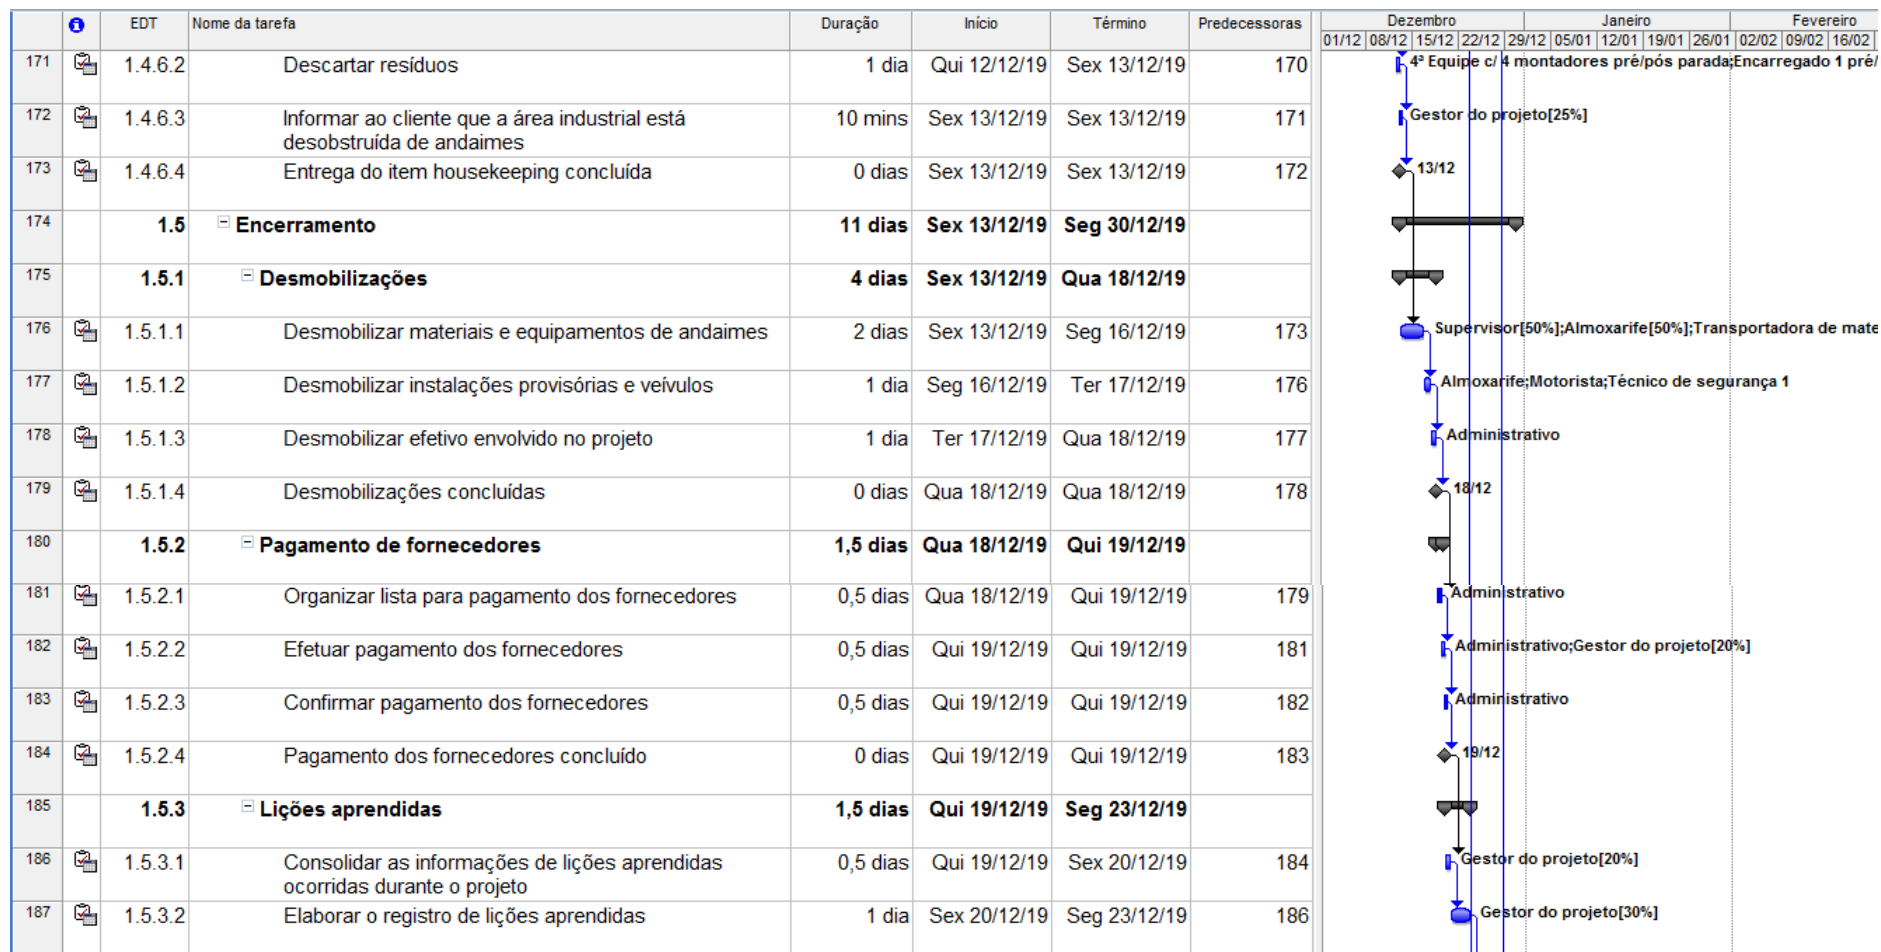 EDT Nome da tarefa Duração Início Término Predecessoras Dezembro Janeiro Fevereiro
01/12 08/12 15/12 22/12 29/12 05/01 12/01 19/01 26/01 02/02 09/02 16/02
171 1.4.6.2 Descartar resíduos 1 dia Qui 12/12/19 Sex 13/12/19 170 4ª Equipe c/ 4 montadores pré/pós parada;Encarregado 1 pré/
172 1.4.6.3 Informar ao cliente que a área industrial está 10 mins Sex 13/12/19 Sex 13/12/19 171 Gestor do projeto[25%]
desobstruída de andaimes
173 1.4.6.4 Entrega do item housekeeping concluída 0 dias Sex 13/12/19 Sex 13/12/19 172 13/12
174 1.5 Encerramento 11 dias Sex 13/12/19 Seg 30/12/19
175 1.5.1 Desmobilizações 4 dias Sex 13/12/19 Qua 18/12/19
176 1.5.1.1 Desmobilizar materiais e equipamentos de andaimes 2 dias Sex 13/12/19 Seg 16/12/19 173 Supervisor[50%];Almoxarife[50%];Transportadora de mate
177 1.5.1.2 Desmobilizar instalações provisórias e veívulos 1 dia Seg 16/12/19 Ter 17/12/19 176 Almoxarife;Motorista;Técnico de segurança 1
178 1.5.1.3 Desmobilizar efetivo envolvido no projeto 1 dia Ter 17/12/19 Qua 18/12/19 177 Administrativo
179 1.5.1.4 Desmobilizações concluídas 0 dias Qua 18/12/19 Qua 18/12/19 178 18/12
180 1.5.2 Pagamento de fornecedores 1,5 dias Qua 18/12/19 Qui 19/12/19
181 1.5.2.1 Organizar lista para pagamento dos fornecedores 0,5 dias Qua 18/12/19 Qui 19/12/19 179 Administrativo
182 1.5.2.2 Efetuar pagamento dos fornecedores 0,5 dias Qui 19/12/19 Qui 19/12/19 181 Administrativo;Gestor do projeto[20%]
183 1.5.2.3 Confirmar pagamento dos fornecedores 0,5 dias Qui 19/12/19 Qui 19/12/19 182 Administrativo
184 1.5.2.4 Pagamento dos fornecedores concluído 0 dias Qui 19/12/19 Qui 19/12/19 183 19/12
185 1.5.3 Lições aprendidas 1,5 dias Qui 19/12/19 Seg 23/12/19
186 1.5.3.1 Consolidar as informações de lições aprendidas 0,5 dias Qui 19/12/19 Sex 20/12/19 184 Gestor do projeto[20%]
ocorridas durante o projeto
187 1.5.3.2 Elaborar o registro de lições aprendidas 1 dia Sex 20/12/19 Seg 23/12/19 186 Gestor do projeto[30%]